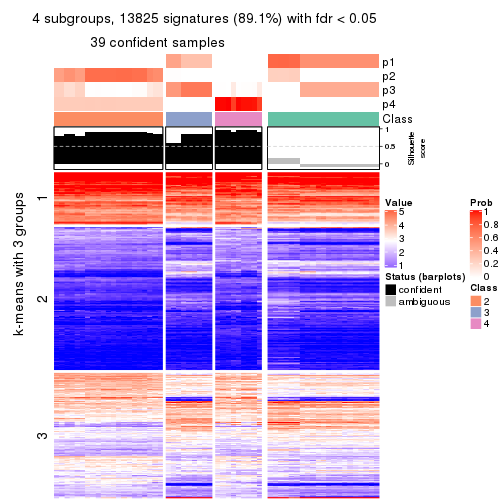 4 subgroups, 13825 signatures (89.1%) with fdr < 0.05
39 confident samples
p1
p2
p3
p4
Class
1
0.5
0
Silhouette
score
k-means with 3 groups
1
2
3
Value
5
4
3
2
1
Status (barplots)
confident
ambiguous
Prob
1
0.8
0.6
0.4
0.2
0
Class
2
3
4